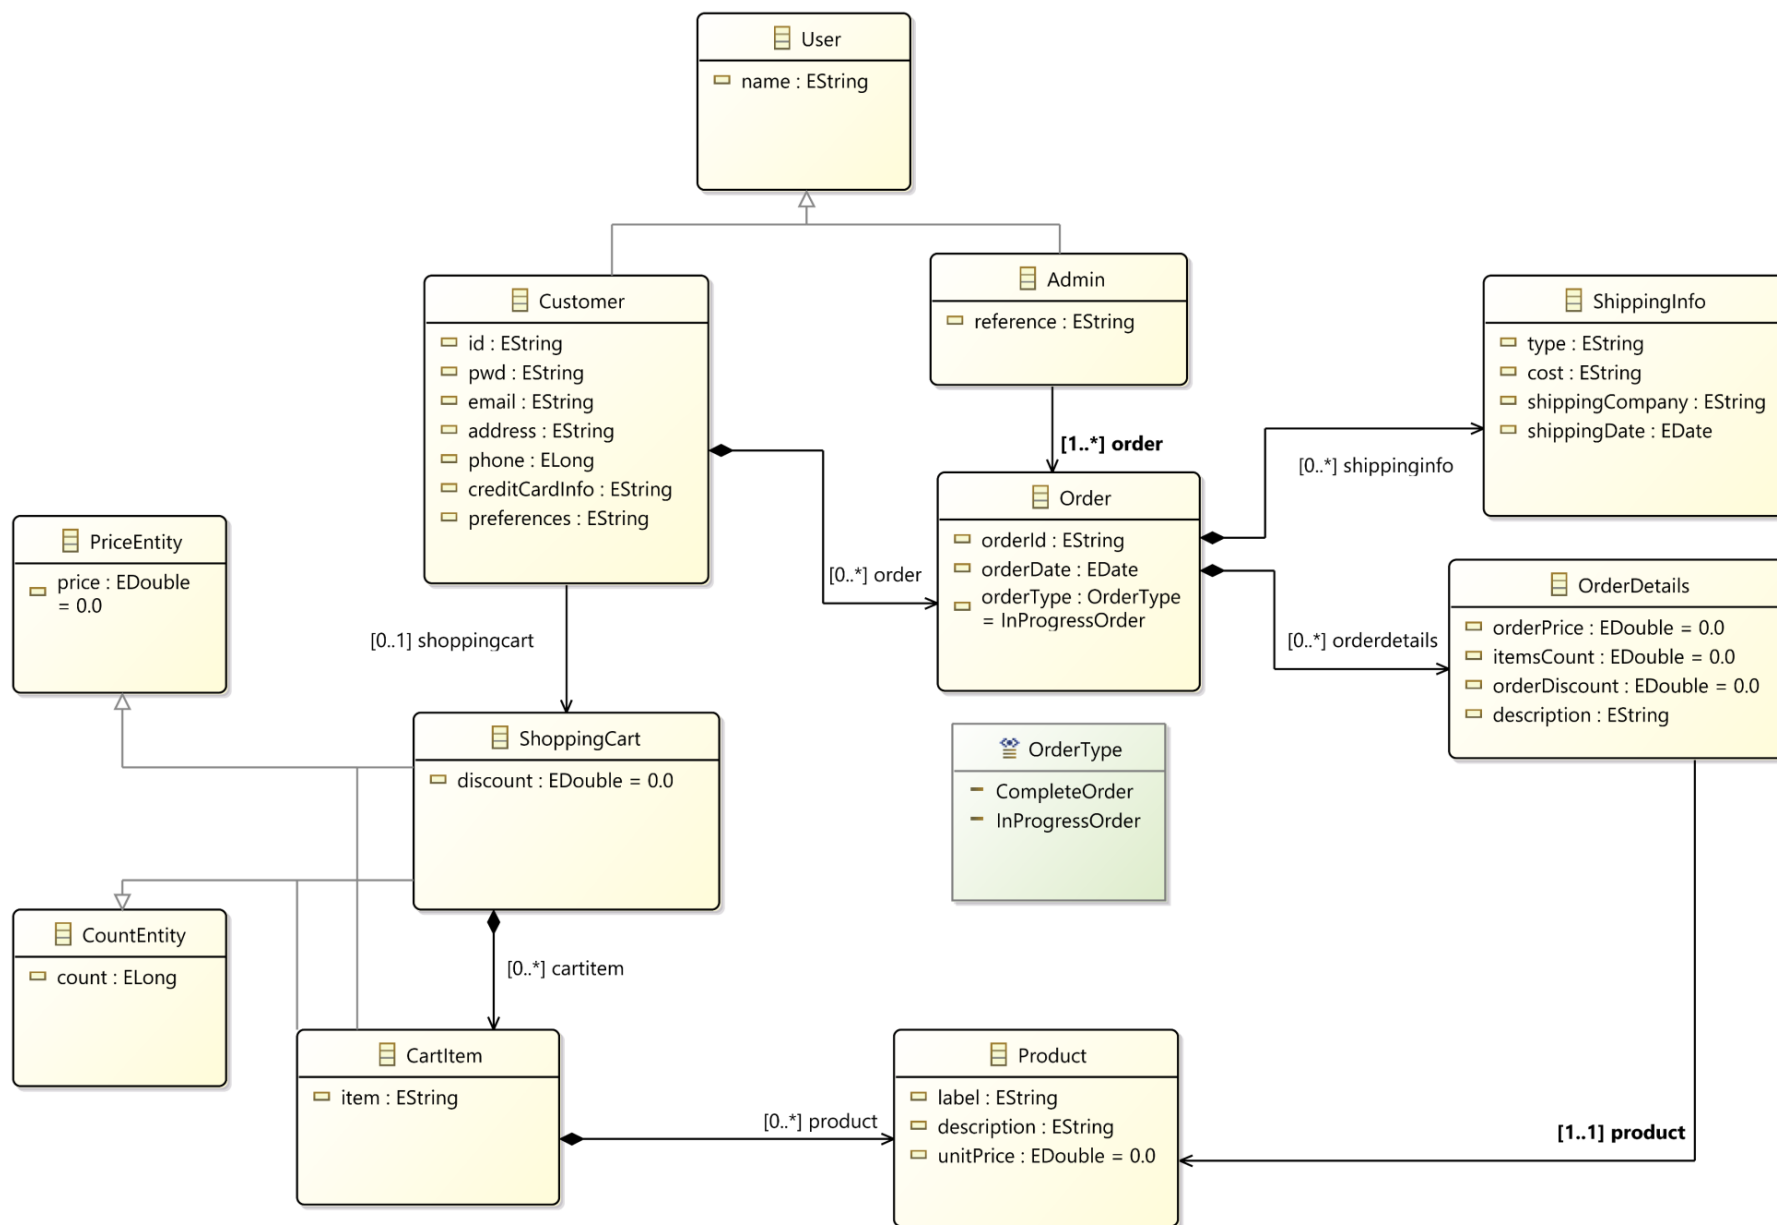 User
name : EString
Customer
id : EString
pwd : EString
email : EString
address : EString
phone : ELong
creditCardInfo : EString
preferences : EString
Admin
reference : EString
[1..*] order
ShippingInfo
type : EString
cost : EString
shippingCompany : EString
shippingDate : EDate
[0..*] shippinginfo
Order
orderId : EString
orderDate : EDate
orderType : OrderType
= InProgressOrder
[0..*] order
PriceEntity
price : EDouble
= 0.0
[0..1] shoppingcart
OrderDetails
orderPrice : EDouble = 0.0
itemsCount : EDouble = 0.0
orderDiscount : EDouble = 0.0
description : EString
[0..*] orderdetails
ShoppingCart
discount : EDouble = 0.0
OrderType
CompleteOrder
InProgressOrder
CountEntity
count : ELong
[0..*] cartitem
CartItem
item : EString
[0..*] product
Product
label : EString
description : EString
unitPrice : EDouble = 0.0
[1..1] product